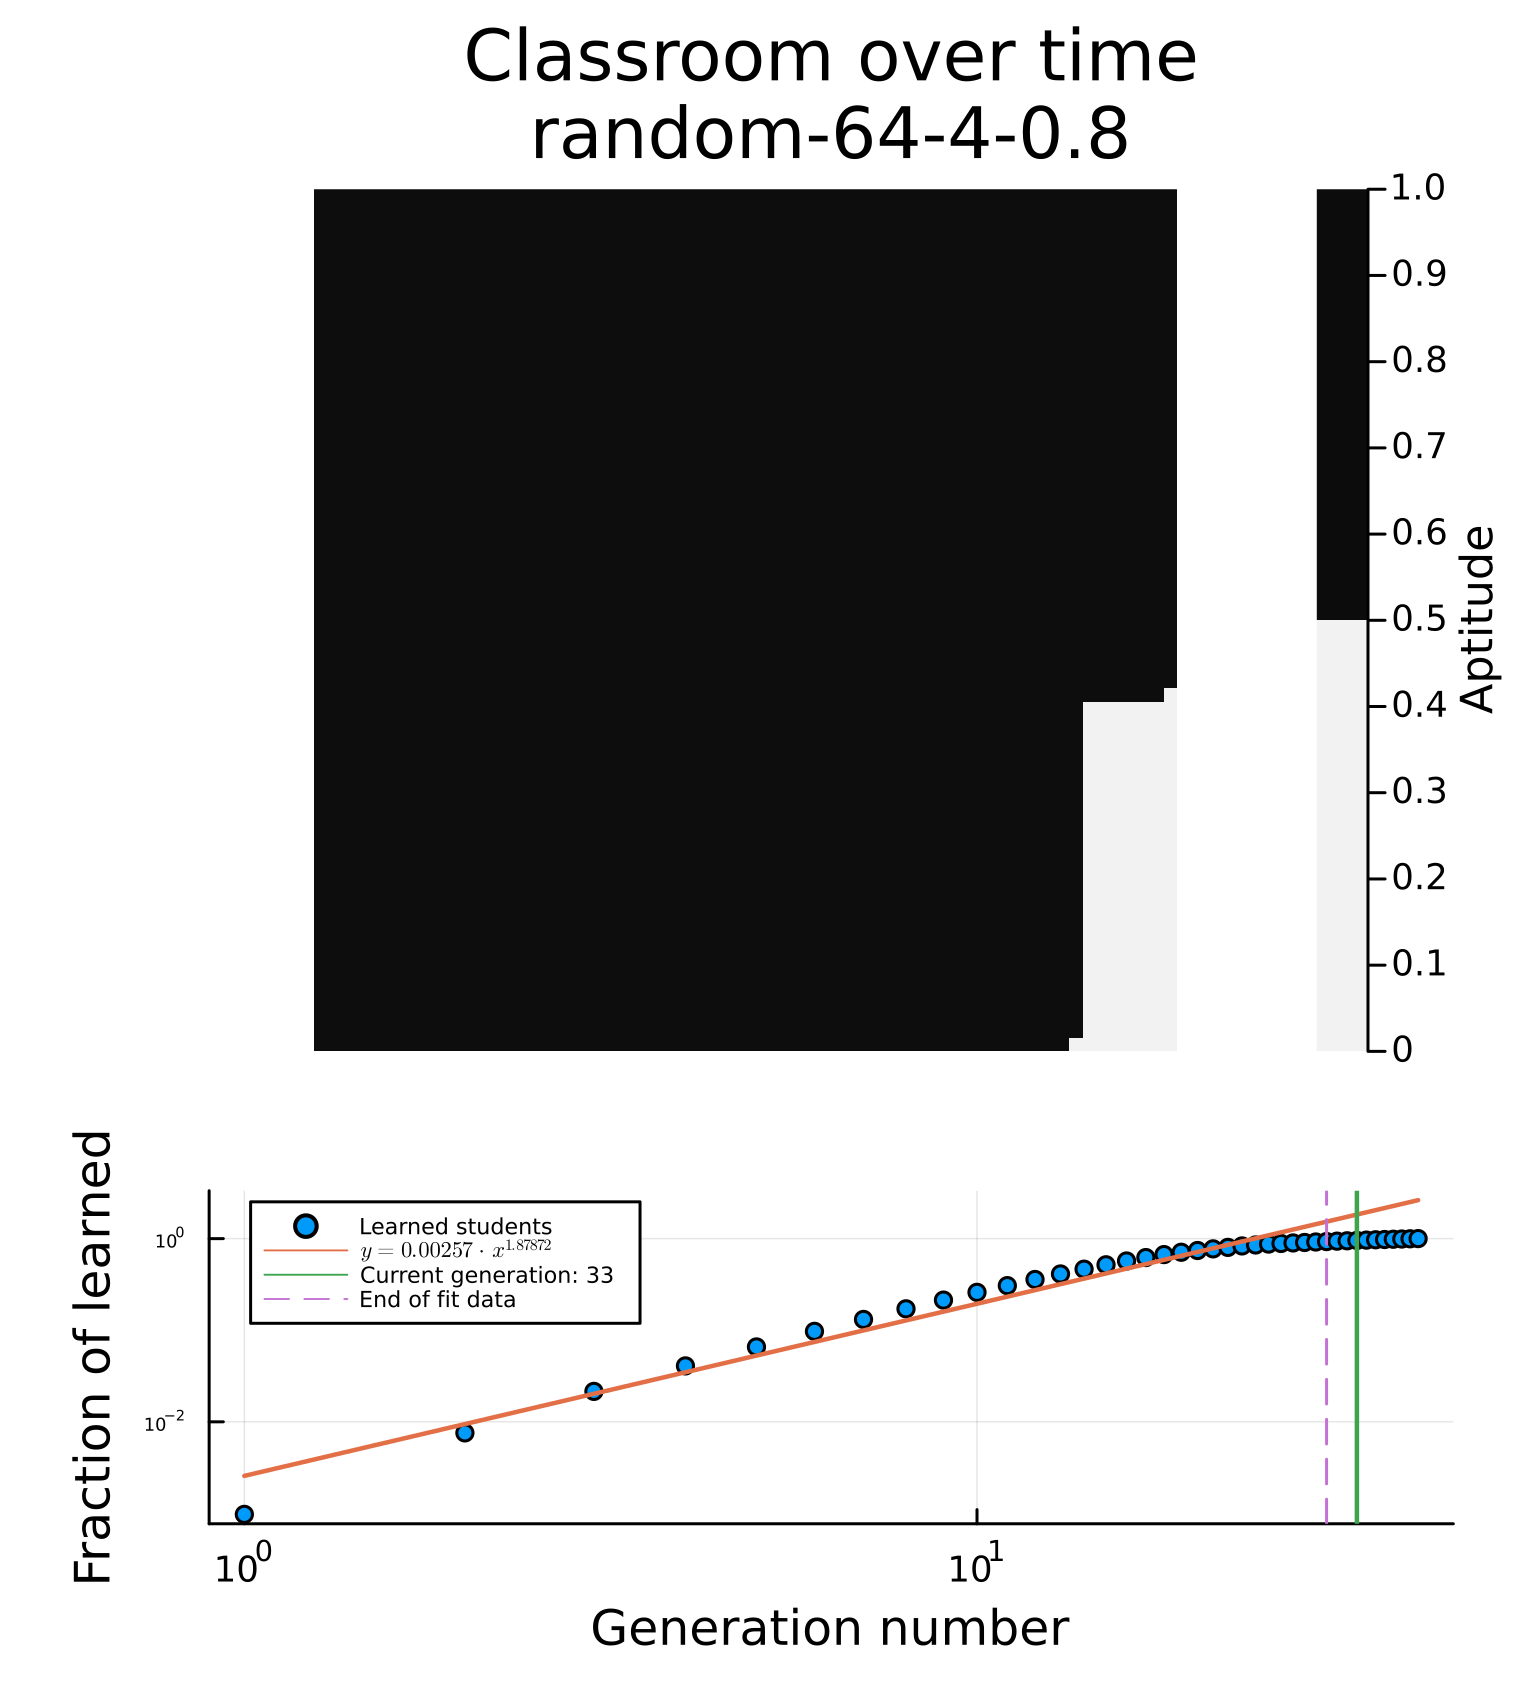 Classroom over time
random-64-4-0.8
1.0
0.9
0.8
0.7
0.6
0.5
0.4
0.3
0.2
0.1
0
Aptitude
Fraction of learned
10^0
10^−2
Learned students
y = 0.00257 · x^1.87872
Current generation: 33
End of fit data
10^0
10^1
Generation number